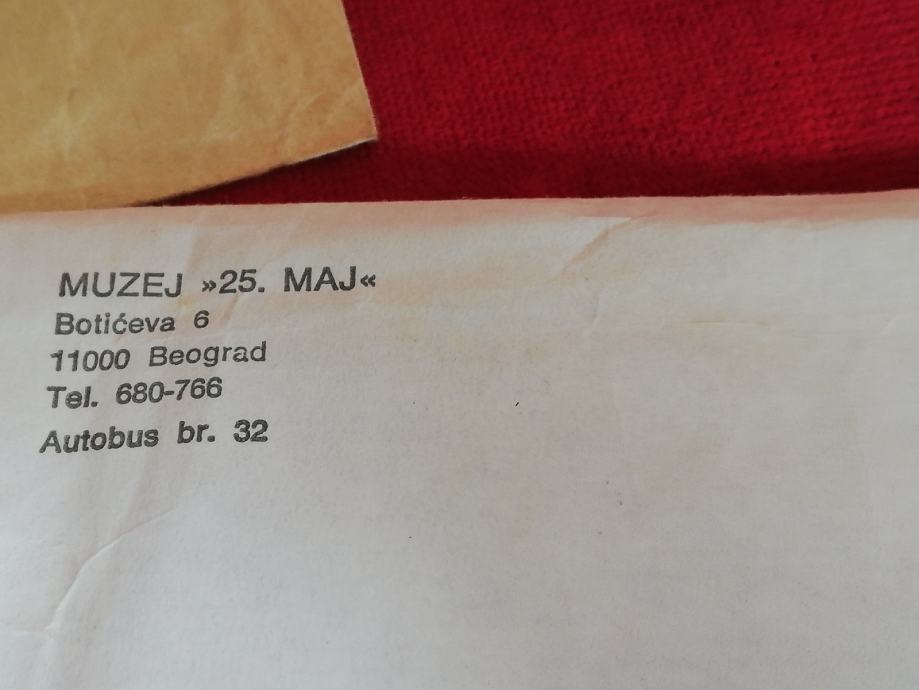 MUZEJ »25. MAJ«
Botićeva 6
11000 Beograd
Tel. 680-766
Autobus br. 32